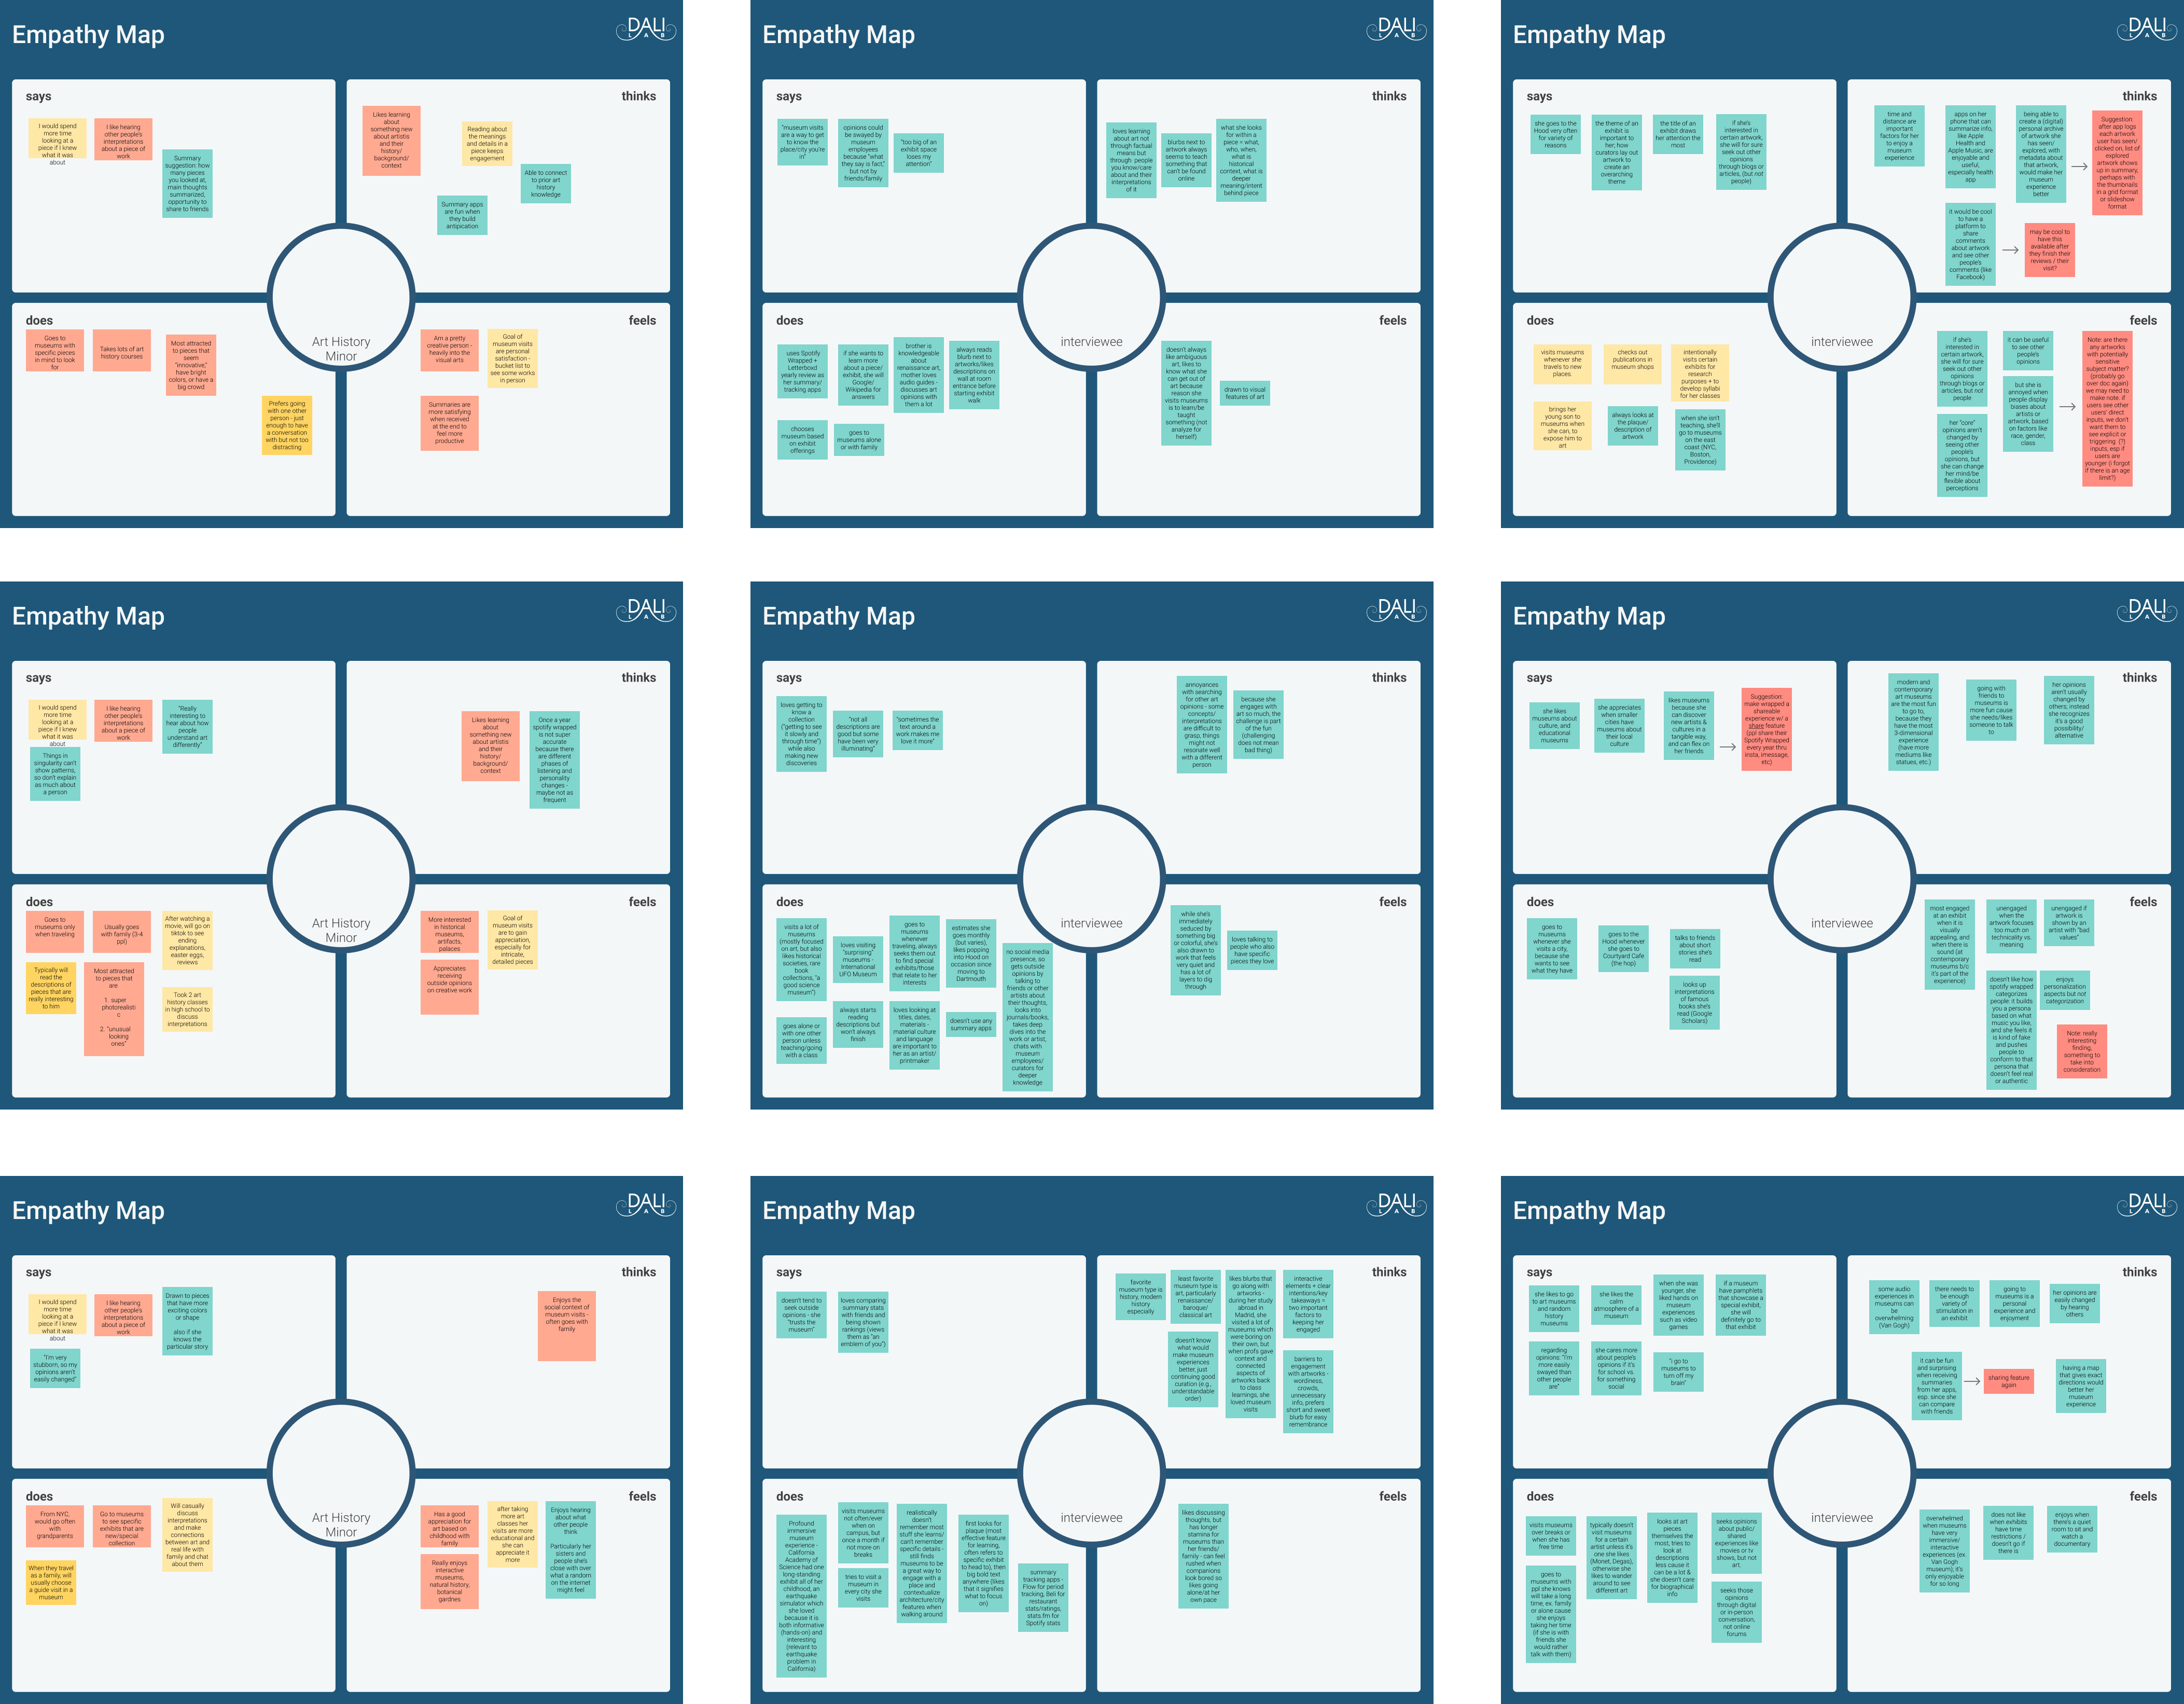 Empathy Map
DALI
LAB
says
I would spend
more time
looking at a
piece if I knew
what it was
about
I like hearing
other people's
interpretations
about a piece of
work
Summary
suggestion: how
many pieces
you looked at,
main thoughts
summarized,
opportunity to
share to friends
thinks
Likes learning
about
something new
about artistis
and their
history/
background/
context
Reading about
the meanings
and details in a
piece keeps
engagement
Able to connect
to prior art
history
knowledge
Summary apps
are fun when
they build
antipication
does
Goes to
museums with
specific pieces
in mind to look
for
Takes lots of art
history courses
Most attracted
to pieces that
seem
"innovative,"
have bright
colors, or have a
big crowd
Prefers going
with one other
person - just
enough to have
a conversation
with but not too
distracting
Art History
Minor
feels
Am a pretty
creative person -
heavily into the
visual arts
Goal of
museum visits
are personal
satisfaction -
bucket list to
see some works
in person
Summaries are
more satisfying
when received
at the end to
feel more
productive
Empathy Map
DALI
LAB
says
"museum visits
are a way to get
to know the
place/city you're
in"
opinions could
be swayed by
museum
employees
because "what
they say is fact,"
but not by
friends/family
"too big of an
exhibit space
loses my
attention"
thinks
loves learning
about art not
through factual
means but
through people
you know/care
about and their
interpretations
of it
blurbs next to
artwork always
seems to teach
something that
can't be found
online
what she looks
for within a
piece = what,
who, when,
what is
historical
context, what is
deeper
meaning/intent
behind piece
does
uses Spotify
Wrapped +
Letterboxd
yearly review as
her summary/
tracking apps
if she wants to
learn more
about a piece/
exhibit, she will
Google/
Wikipedia for
answers
brother is
knowledgeable
about
renaissance art,
mother loves
audio guides -
discusses art
opinions with
them a lot
always reads
blurb next to
artworks/likes
descriptions on
wall at room
entrance before
starting exhibit
walk
chooses
museum based
on exhibit
offerings
goes to
museums alone
or with family
interviewee
feels
doesn't always
like ambiguous
art, likes to
know what she
can get out of
art because
reason she
visits museums
is to learn/be
taught
something (not
analyze for
herself)
drawn to visual
features of art
Empathy Map
DALI
LAB
says
she goes to the
Hood very often
for variety of
reasons
the theme of an
exhibit is
important to
her; how
curators lay out
artwork to
create an
overarching
theme
the title of an
exhibit draws
her attention the
most
if she's
interested in
certain artwork,
she will for sure
seek out other
opinions
through blogs or
articles, (but not
people)
thinks
time and
distance are
important
factors for her
to enjoy a
museum
experience
apps on her
phone that can
summarize info,
like Apple
Health and
Apple Music, are
enjoyable and
useful,
especially health
app
being able to
create a (digital)
personal archive
of artwork she
has seen/
explored, with
metadata about
that artwork,
would make her
museum
experience
better
Suggestion:
after app logs
each artwork
user has seen/
clicked on, list of
explored
artwork shows
up in summary,
perhaps with
the thumbnails
in a grid format
or slideshow
format
it would be cool
to have a
platform to
share
comments
about artwork
and see other
people's
comments (like
Facebook)
may be cool to
have this
available after
they finish their
reviews / their
visit?
does
visits museums
whenever she
travels to new
places.
checks out
publications in
museum shops
intentionally
visits certain
exhibits for
research
purposes + to
develop syllabi
for her classes
brings her
young son to
museums when
she can, to
expose him to
art
always looks at
the plaque/
description of
artwork
when she isn't
teaching, she'll
go to museums
on the east
coast (NYC,
Boston,
Providence)
interviewee
feels
if she's
interested in
certain artwork,
she will for sure
seek out other
opinions
through blogs or
articles, but not
people
it can be useful
to see other
people's
opinions
but she is
annoyed when
people display
biases about
artists or
artwork, based
on factors like
race, gender,
class
Note: are there
any artworks
with potentially
sensitive
subject matter?
(probably go
over doc again)
we may need to
make note. if
users see other
users' direct
inputs, we don't
want them to
see explicit or
triggering (?)
inputs, esp if
users are
younger (i forgot
if there is an age
limit?)
her "core"
opinions aren't
changed by
seeing other
people's
opinions, but
she can change
her mind/be
flexible about
perceptions
Empathy Map
DALI
LAB
says
I would spend
more time
looking at a
piece if I knew
what it was
about
I like hearing
other people's
interpretations
about a piece of
work
"Really
interesting to
hear about how
people
understand art
differently"
Things in
singularity can't
show patterns,
so don't explain
as much about
a person
thinks
Likes learning
about
something new
about artistis
and their
history/
background/
context
Once a year
spotify wrapped
is not super
accurate
because there
are different
phases of
listening and
personality
changes -
maybe not as
frequent
does
Goes to
museums only
when traveling
Usually goes
with family (3-4
ppl)
After watching a
movie, will go on
tiktok to see
ending
explanations,
easter eggs,
reviews
Typically will
read the
descriptions of
pieces that are
really interesting
to him
Most attracted
to pieces that
are
1. super
photorealisti
c
2. "unusual
looking
ones"
Took 2 art
history classes
in high school to
discuss
interpretations
Art History
Minor
feels
More interested
in historical
museums,
artifacts,
palaces
Goal of
museum visits
are to gain
appreciation,
especially for
intricate,
detailed pieces
Appreciates
receiving
outside opinions
on creative work
Empathy Map
DALI
LAB
says
loves getting to
know a
collection
("getting to see
it slowly and
through time")
while also
making new
discoveries
"not all
descriptions are
good but some
have been very
illuminating"
"sometimes the
text around a
work makes me
love it more"
thinks
annoyances
with searching
for other art
opinions - some
concepts/
interpretations
are difficult to
grasp, things
might not
resonate well
with a different
person
because she
engages with
art so much, the
challenge is part
of the fun
(challenging
does not mean
bad thing)
does
visits a lot of
museums
(mostly focused
on art, but also
likes historical
societies, rare
book
collections, "a
good science
museum")
loves visiting
"surprising"
museums -
International
UFO Museum
goes to
museums
whenever
traveling, always
seeks them out
to find special
exhibits/those
that relate to her
interests
estimates she
goes monthly
(but varies),
likes popping
into Hood on
occasion since
moving to
Dartmouth
no social media
presence, so
gets outside
opinions by
talking to
friends or other
artists about
their thoughts,
looks into
journals/books,
takes deep
dives into the
work or artist,
chats with
museum
employees/
curators for
deeper
knowledge
goes alone or
with one other
person unless
teaching/going
with a class
always starts
reading
descriptions but
won't always
finish
loves looking at
titles, dates,
materials -
material culture
and language
are important to
her as an artist/
printmaker
doesn't use any
summary apps
interviewee
feels
while she's
immediately
seduced by
something big
or colorful, she's
also drawn to
work that feels
very quiet and
has a lot of
layers to dig
through
loves talking to
people who also
have specific
pieces they love
Empathy Map
DALI
LAB
says
she likes
museums about
culture, and
educational
museums
she appreciates
when smaller
cities have
museums about
their local
culture
likes museums
because she
can discover
new artists &
cultures in a
tangible way,
and can flex on
her friends
Suggestion:
make wrapped a
shareable
experience w/ a
share feature
(ppl share their
Spotify Wrapped
every year thru
insta, imessage,
etc)
thinks
modern and
contemporary
art museums
are the most fun
to go to,
because they
have the most
3-dimensional
experience
(have more
mediums like
statues, etc.)
going with
friends to
museums is
more fun cause
she needs/likes
someone to talk
to
her opinions
aren't usually
changed by
others; instead
she recognizes
it's a good
possibility/
alternative
does
goes to
museums
whenever she
visits a city,
because she
wants to see
what they have
goes to the
Hood whenever
she goes to
Courtyard Cafe
(the hop)
talks to friends
about short
stories she's
read
looks up
interpretations
of famous
books she's
read (Google
Scholars)
interviewee
feels
most engaged
at an exhibit
when it is
visually
appealing, and
when there is
sound (at
contemporary
museums b/c
it's part of the
experience)
unengaged
when the
artwork focuses
too much on
technicality vs.
meaning
unengaged if
artwork is
shown by an
artist with "bad
values"
doesn't like how
spotify wrapped
categorizes
people: it builds
you a persona
based on what
music you like,
and she feels it
is kind of fake
and pushes
people to
conform to that
persona that
doesn't feel real
or authentic
enjoys
personalization
aspects but not
categorization
Note: really
interesting
finding,
something to
take into
consideration
Empathy Map
DALI
LAB
says
I would spend
more time
looking at a
piece if I knew
what it was
about
I like hearing
other people's
interpretations
about a piece of
work
Drawn to pieces
that have more
exciting colors
or shape
also if she
knows the
particular story
"I'm very
stubborn, so my
opinions aren't
easily changed"
thinks
Enjoys the
social context of
museum visits -
often goes with
family
does
From NYC,
would go often
with
grandparents
Go to museums
to see specific
exhibits that are
new/special
collection
Will casually
discuss
interpretations
and make
connections
between art and
real life with
family and chat
about them
When they travel
as a family, will
usually choose
a guide visit in a
museum
Art History
Minor
feels
Has a good
appreciation for
art based on
childhood with
family
after taking
more art
classes her
visits are more
educational and
she can
appreciate it
more
Enjoys hearing
about what
other people
think
Particularly her
sisters and
people she's
close with over
what a random
on the internet
might feel
Really enjoys
interactive
museums,
natural history,
botanical
gardnes
Empathy Map
DALI
LAB
says
doesn't tend to
seek outside
opinions - she
"trusts the
museum"
loves comparing
summary stats
with friends and
being shown
rankings (views
them as "an
emblem of you")
thinks
favorite
museum type is
history, modern
history
especially
least favorite
museum type is
art, particularly
renaissance/
baroque/
classical art
likes blurbs that
go along with
artworks -
during her study
abroad in
Madrid, she
visited a lot of
museums which
were boring on
their own, but
when profs gave
context and
connected
aspects of
artworks back
to class
learnings, she
loved museum
visits
interactive
elements + clear
intentions/key
takeaways =
two important
factors to
keeping her
engaged
doesn't know
what would
make museum
experiences
better, just
continuing good
curation (e.g.,
understandable
order)
barriers to
engagement
with artworks -
wordiness,
crowds,
unnecessary
info, prefers
short and sweet
blurb for easy
remembrance
does
Profound
immersive
museum
experience -
California
Academy of
Science had one
long-standing
exhibit all of her
childhood, an
earthquake
simulator which
she loved
because it is
both informative
(hands-on) and
interesting
(relevant to
earthquake
problem in
California)
visits museums
not often/ever
when on
campus, but
once a month if
not more on
breaks
tries to visit a
museum in
every city she
visits
realistically
doesn't
remember most
stuff she learns/
can't remember
specific details -
still finds
museums to be
a great way to
engage with a
place and
contextualize
architecture/city
features when
walking around
first looks for
plaque (most
effective feature
for learning,
often refers to
specific exhibit
to head to), then
big bold text
anywhere (likes
that it signifies
what to focus
on)
summary
tracking apps -
Flow for period
tracking, Beli for
restaurant
stats/ratings,
stats fm for
Spotify stats
interviewee
feels
likes discussing
thoughts, but
has longer
stamina for
museums than
her friends/
family - can feel
rushed when
companions
look bored so
likes going
alone/at her
own pace
Empathy Map
DALI
LAB
says
she likes to go
to art museums
and random
history
museums
she likes the
calm
atmosphere of a
museum
when she was
younger, she
liked hands on
museum
experiences
such as video
games
if a museum
have pamphlets
that showcase a
special exhibit,
she will
definitely go to
that exhibit
regarding
opinions: "I'm
more easily
swayed than
other people
are"
she cares more
about people's
opinions if it's
for school vs.
for something
social
"I go to
museums to
turn off my
brain"
thinks
some audio
experiences in
museums can
be
overwhelming
(Van Gogh)
there needs to
be enough
variety of
stimulation in
an exhibit
going to
museums is a
personal
experience and
enjoyment
her opinions are
easily changed
by hearing
others
it can be fun
and surprising
when receiving
summaries
from her apps,
esp. since she
can compare
with friends
sharing feature
again
having a map
that gives exact
directions would
better her
museum
experience
does
visits museums
over breaks or
when she has
free time
typically doesn't
visit museums
for a certain
artist unless it's
one she likes
(Monet, Degas),
otherwise she
likes to wander
around to see
different art
looks at art
pieces
themselves the
most, tries to
look at
descriptions
less cause it
can be a lot &
she doesn't care
for biographical
info
seeks opinions
about public/
shared
experiences like
movies or tv
shows, but not
art.
goes to
museums with
ppl she knows
will take a long
time, ex. family
or alone cause
she enjoys
taking her time
(if she is with
friends she
would rather
talk with them)
seeks those
opinions
through digital
or in-person
conversation,
not online
forums
interviewee
feels
overwhelmed
when museums
have very
immersive/
interactive
experiences (ex.
Van Gogh
museum); it's
only enjoyable
for so long
does not like
when exhibits
have time
restrictions /
doesn't go if
there is
enjoys when
there's a quiet
room to sit and
watch a
documentary